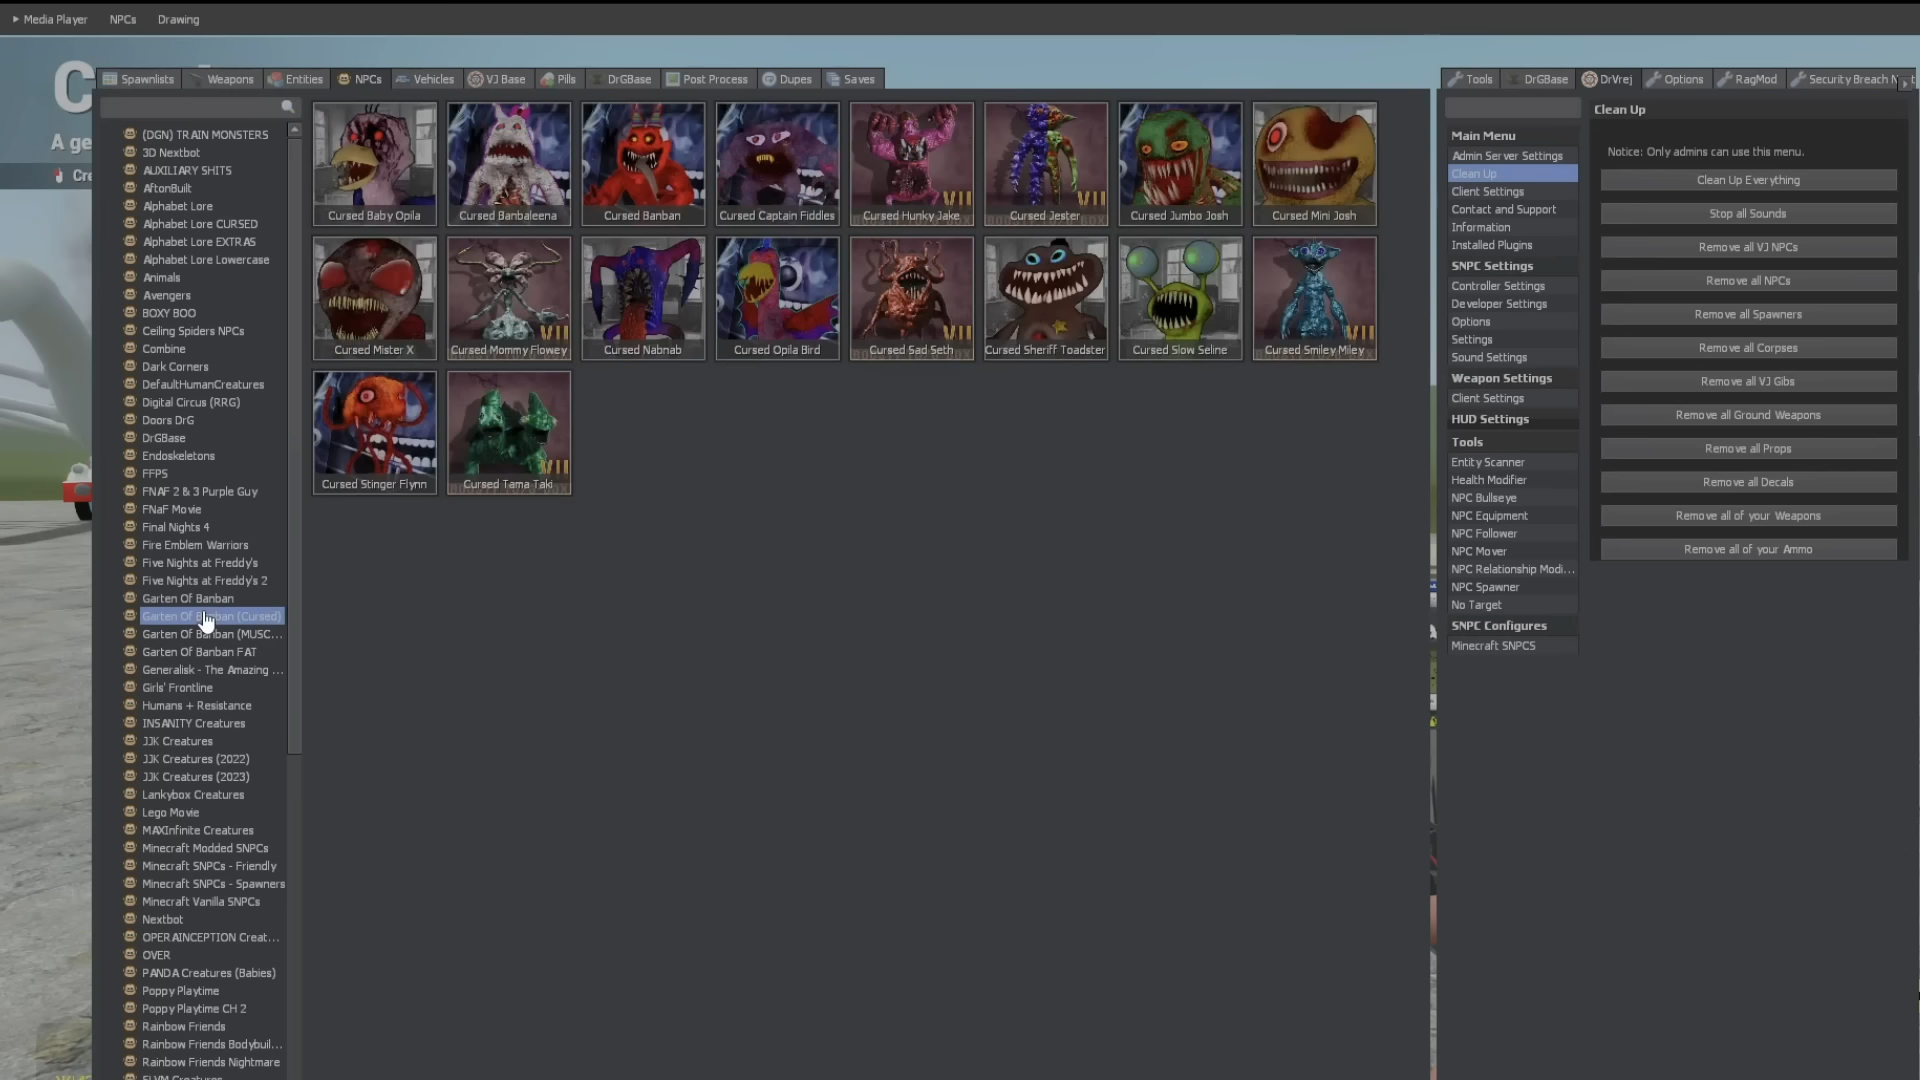 Media Player NPCs Drawing
C
A ge
Cre
Spawnlists Weapons Entities NPCs Vehicles VJ Base Pills DrGBase Post Process Dupes Saves
(DGN) TRAIN MONSTERS
3D Nextbot
AUXILIARY SHITS
AftonBuilt
Alphabet Lore
Alphabet Lore CURSED
Alphabet Lore EXTRAS
Alphabet Lore Lowercase
Animals
Avengers
BOXY BOO
Ceiling Spiders NPCs
Combine
Dark Corners
DefaultHumanCreatures
Digital Circus (RRG)
Doors DrG
DrGBase
Endoskeletons
FFPS
FNAF 2 & 3 Purple Guy
FNaF Movie
Final Nights 4
Fire Emblem Warriors
Five Nights at Freddy's
Five Nights at Freddy's 2
Garten Of Banban
Garten Of Banban (Cursed)
Garten Of Banban (MUSC...
Garten Of Banban FAT
Generalisk - The Amazing ...
Girls' Frontline
Humans + Resistance
INSANITY Creatures
JJK Creatures
JJK Creatures (2022)
JJK Creatures (2023)
Lankybox Creatures
Lego Movie
MAXInfinite Creatures
Minecraft Modded SNPCs
Minecraft SNPCs - Friendly
Minecraft SNPCs - Spawners
Minecraft Vanilla SNPCs
Nextbot
OPERAINCEPTION Creat...
OVER
PANDA Creatures (Babies)
Poppy Playtime
Poppy Playtime CH 2
Rainbow Friends
Rainbow Friends Bodybuil...
Rainbow Friends Nightmare
Cursed Baby Opila Cursed Banbaleena Cursed Banban Cursed Captain Fiddles Cursed Hunky Jake Cursed Jester Cursed Jumbo Josh Cursed Mini Josh
VII VII
Cursed Mister X Cursed Mommy Flowey Cursed Nabnab Cursed Opila Bird Cursed Sad Seth Cursed Sheriff Toadster Cursed Slow Seline Cursed Smiley Miley
VII VII VII
Cursed Stinger Flynn Cursed Tama Taki
VII
Tools DrGBase DrVrej Options RagMod Security Breach N
Main Menu
Admin Server Settings
Clean Up
Client Settings
Contact and Support
Information
Installed Plugins
SNPC Settings
Controller Settings
Developer Settings
Options
Settings
Sound Settings
Weapon Settings
Client Settings
HUD Settings
Tools
Entity Scanner
Health Modifier
NPC Bullseye
NPC Equipment
NPC Follower
NPC Mover
NPC Relationship Modi...
NPC Spawner
No Target
SNPC Configures
Minecraft SNPCS
Clean Up
Notice: Only admins can use this menu.
Clean Up Everything
Stop all Sounds
Remove all VJ NPCs
Remove all NPCs
Remove all Spawners
Remove all Corpses
Remove all VJ Gibs
Remove all Ground Weapons
Remove all Props
Remove all Decals
Remove all of your Weapons
Remove all of your Ammo